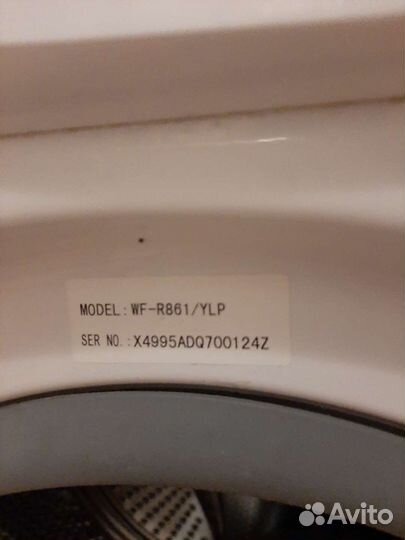 MODEL: WF-R861/YLP
SER NO.: X4995ADQ700124Z
Avito